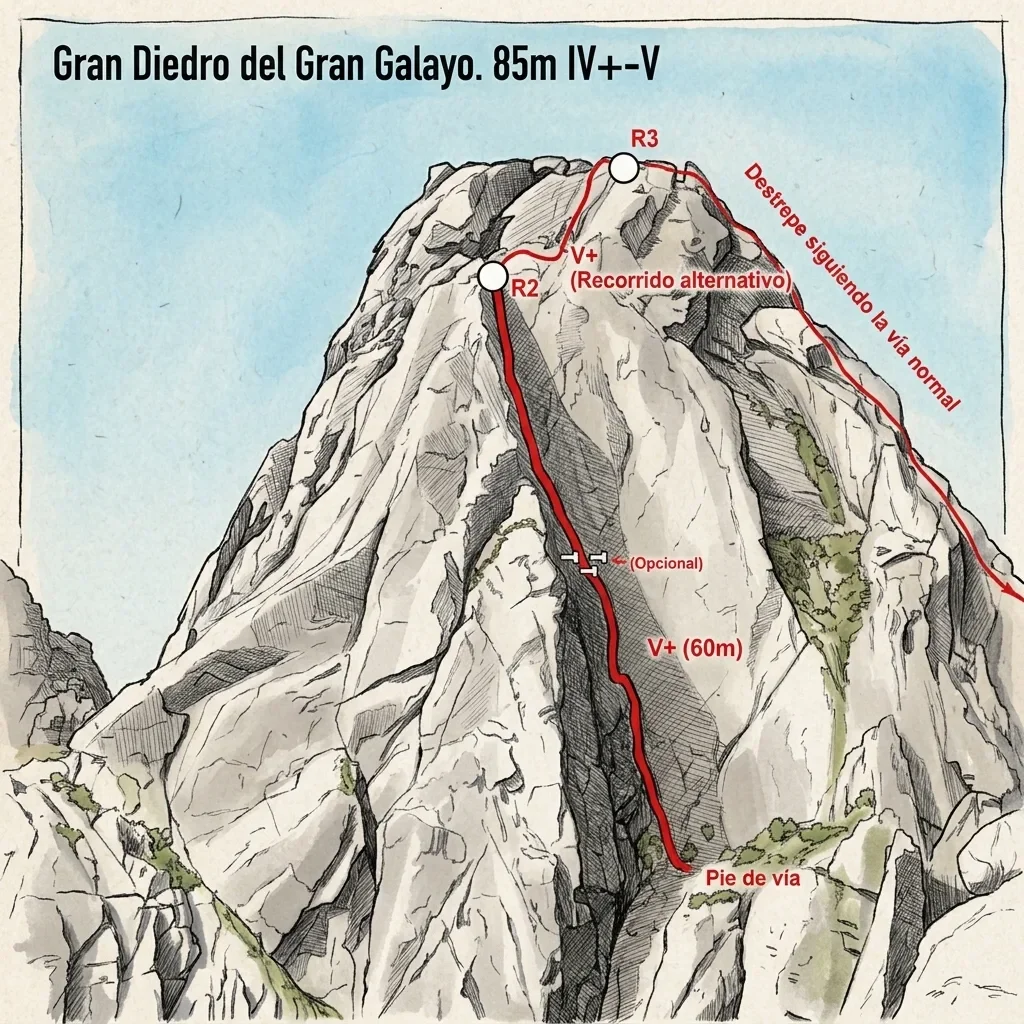 Gran Diedro del Gran Galayo. 85m IV+-V
R3
Destrepe siguiendo la vía normal
V+
(Recorrido alternativo)
R2
(Opcional)
V+ (60m)
Pie de vía